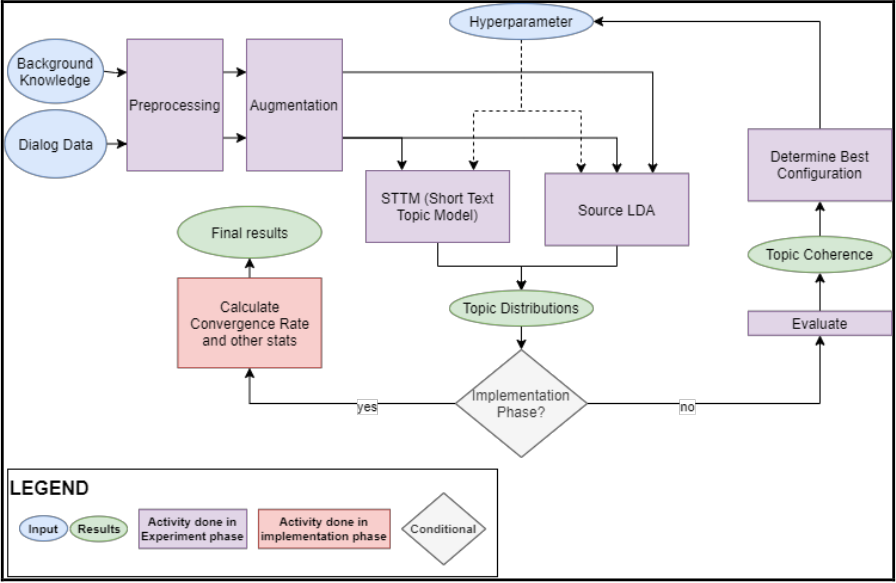 Hyperparameter
Background
Knowledge
Preprocessing
Augmentation
Dialog Data
Determine Best
Configuration
STTM (Short Text
Topic Model)
Source LDA
Final results
Topic Coherence
Calculate
Convergence Rate
and other stats
Topic Distributions
Evaluate
Implementation
Phase?
yes
no
LEGEND
Input
Results
Activity done in
Experiment phase
Activity done in
implementation phase
Conditional